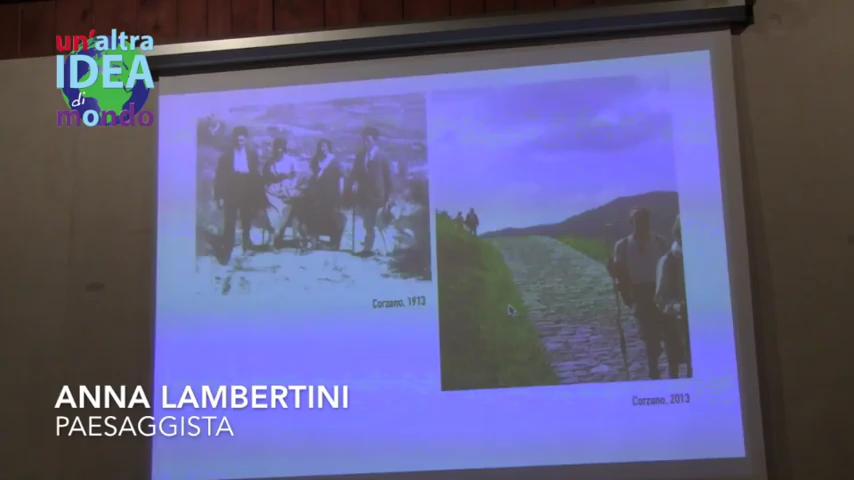 un'altra
IDEA
di
mondo
Corzano, 1913
Corzano, 2013
ANNA LAMBERTINI
PAESAGGISTA